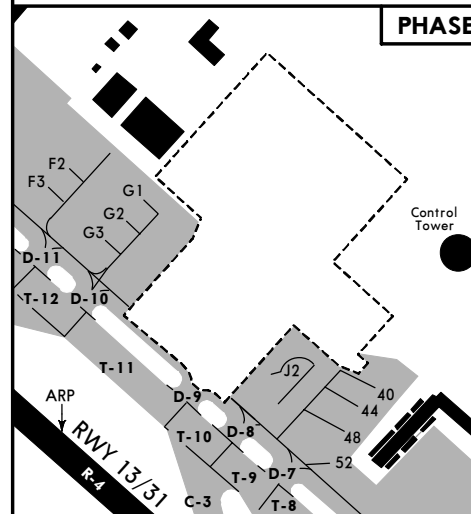 PHASE
F2
F3
G1
G2
G3
Control
Tower
D-11
T-12
D-10
T-11
J2
D-9
40
ARP
44
T-10
D-8
48
RWY 13/31
52
R-4
T-9
D-7
C-3
T-8